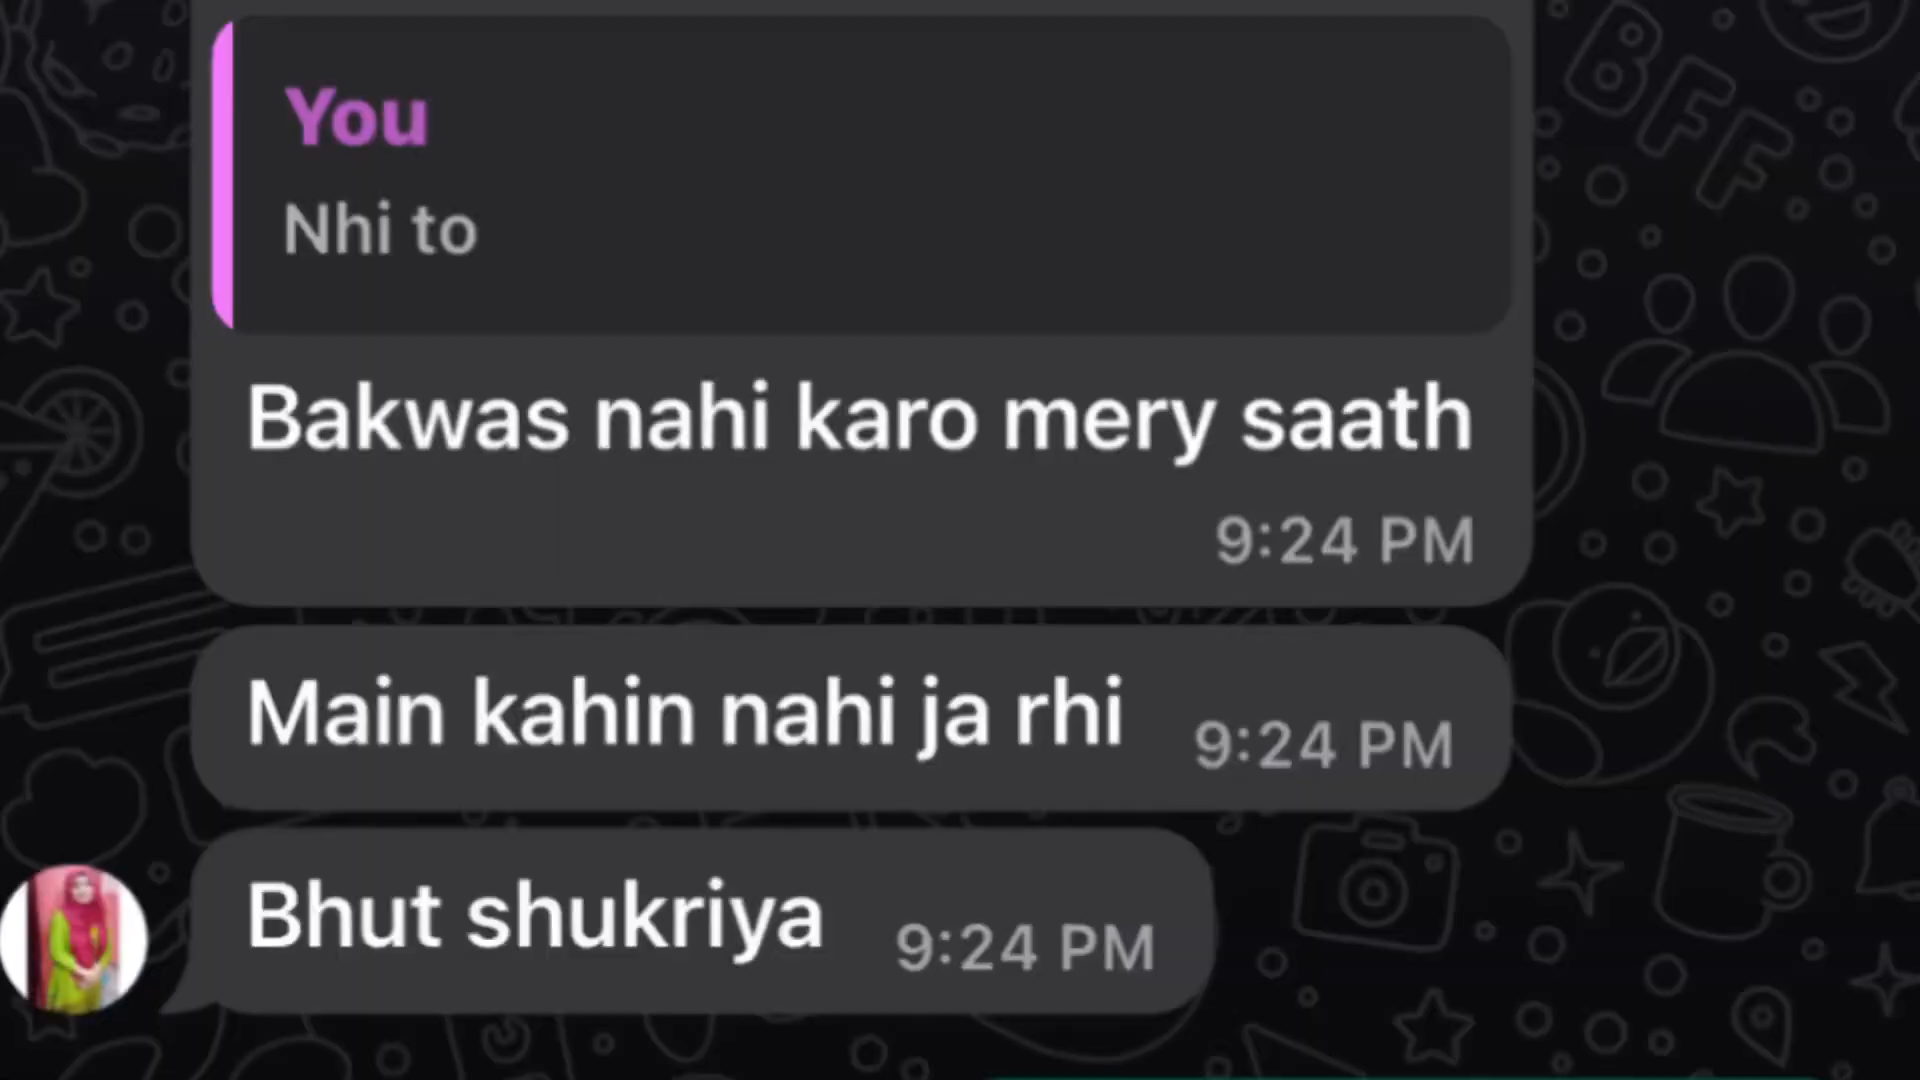 You
Nhi to
Bakwas nahi karo mery saath
9:24 PM
Main kahin nahi ja rhi 9:24 PM
Bhut shukriya 9:24 PM